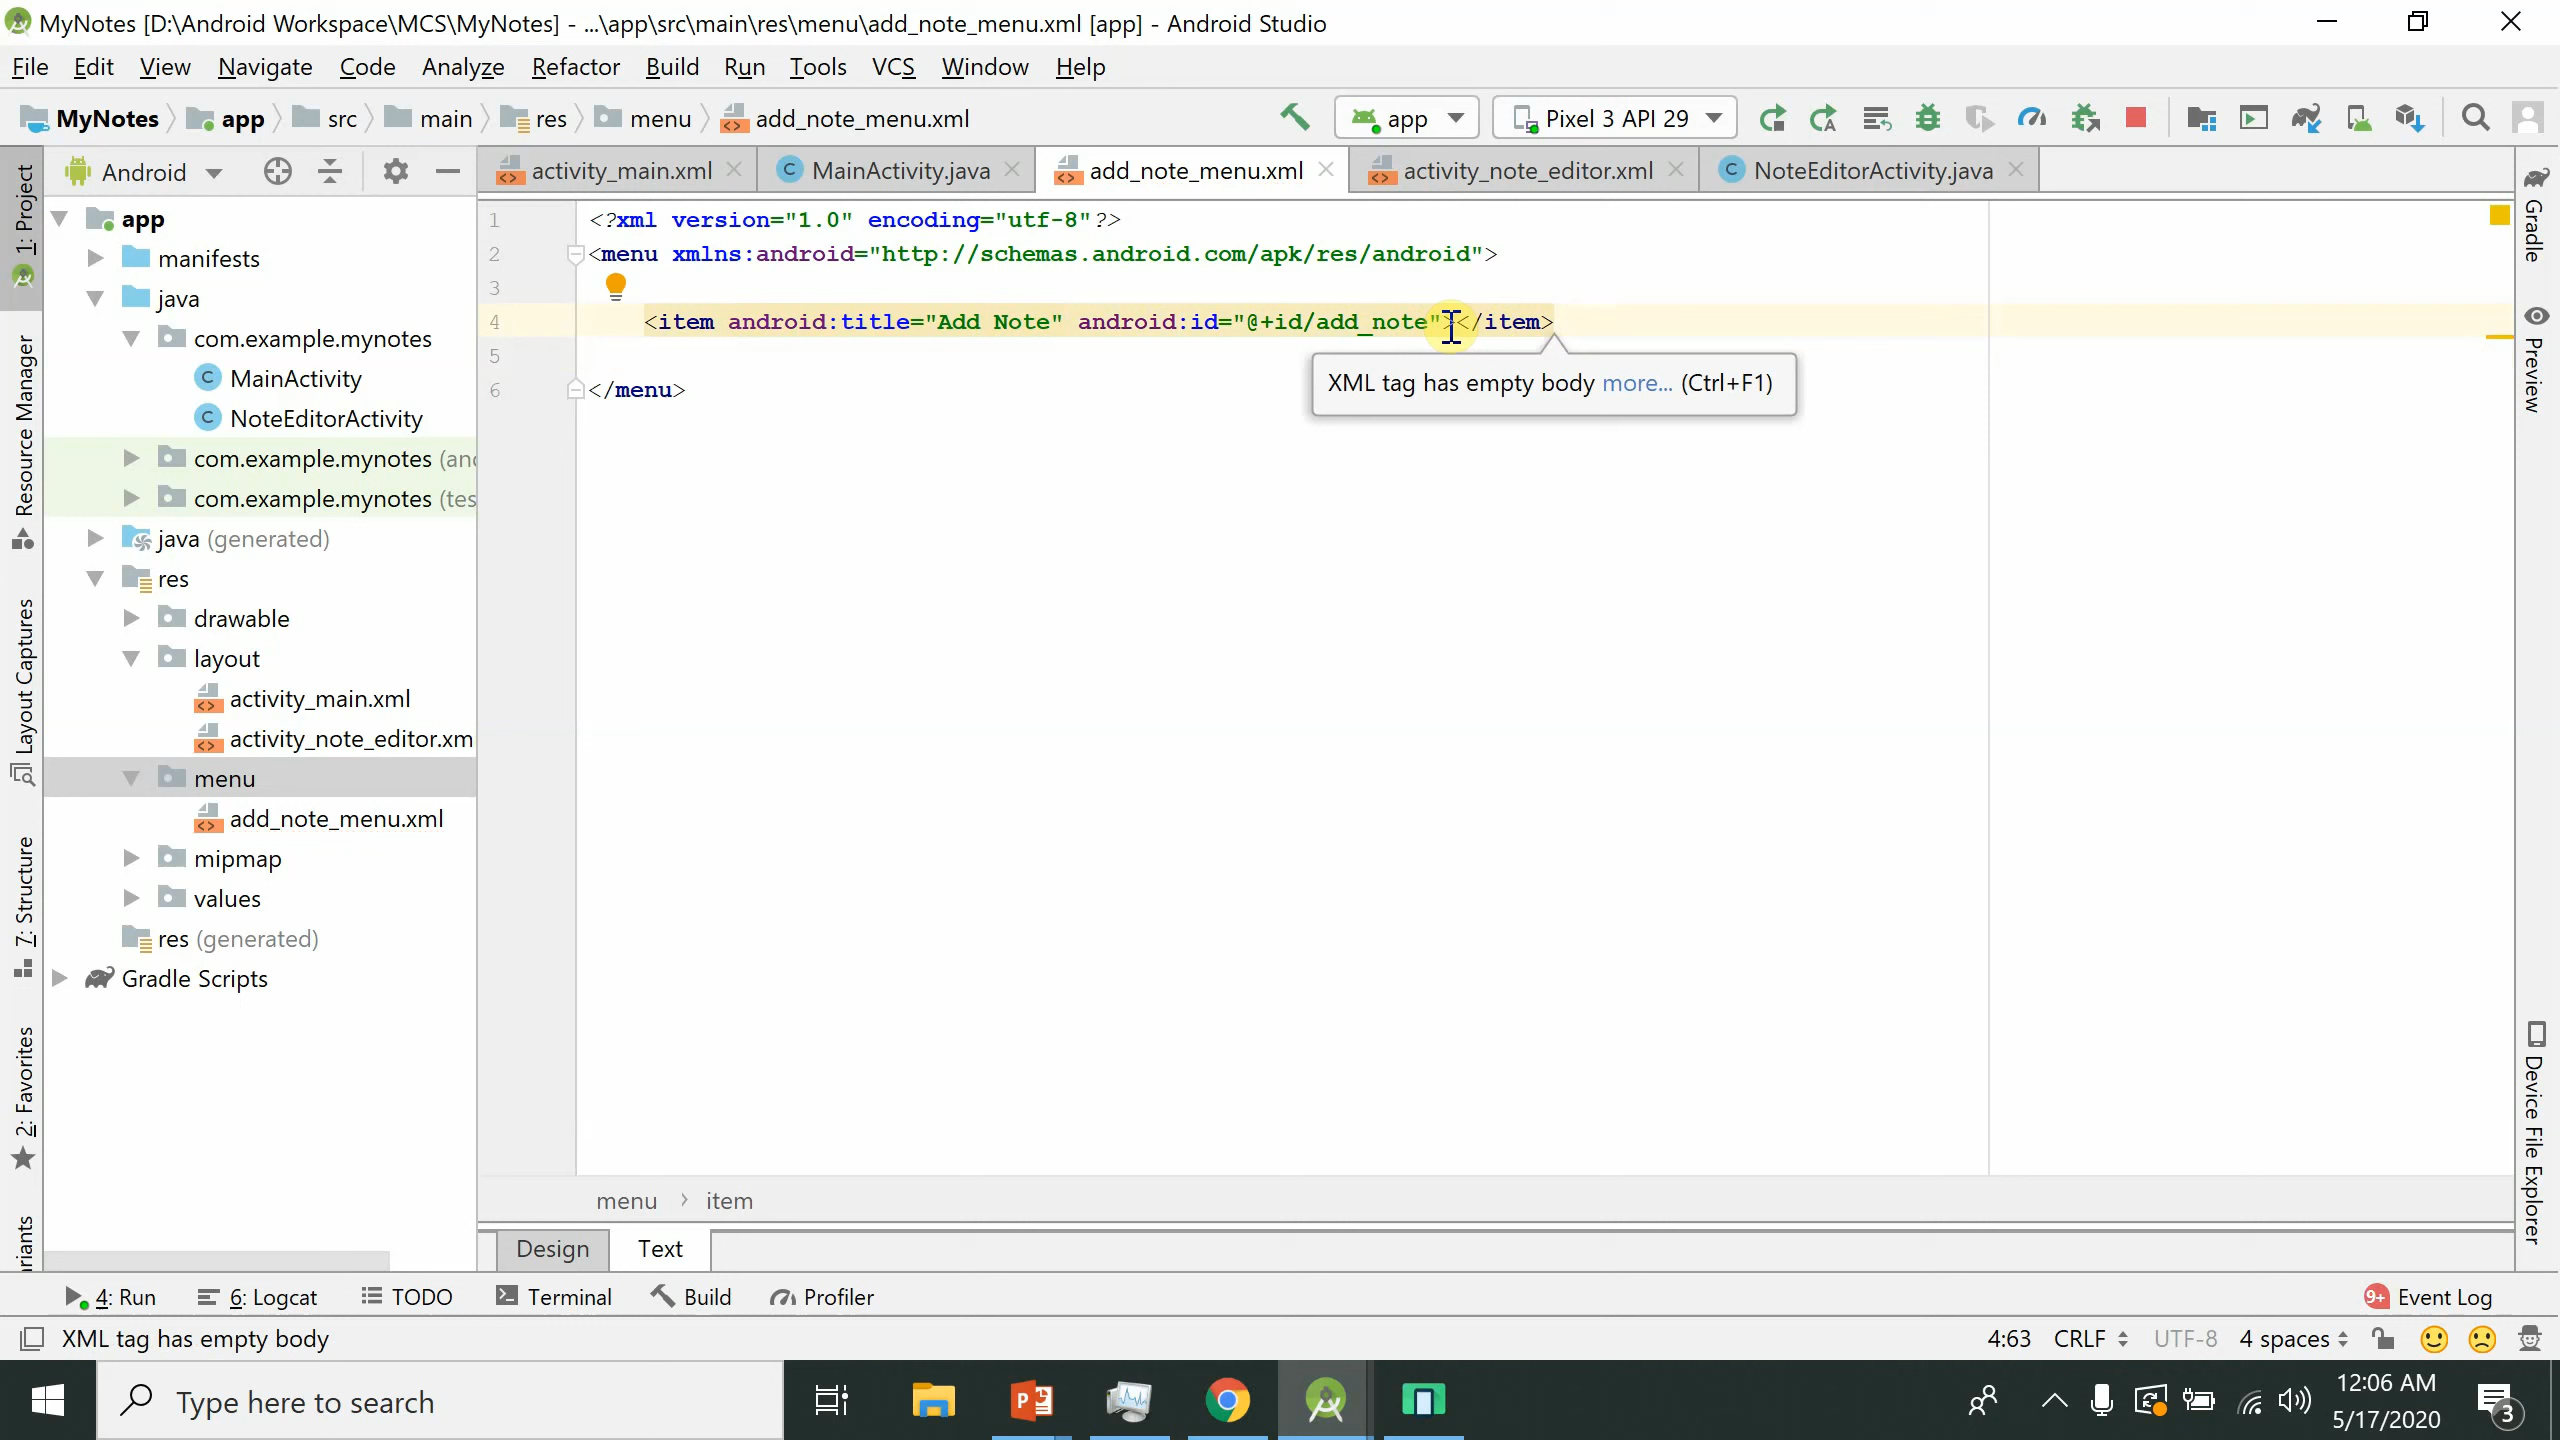 MyNotes [D:\Android Workspace\MCS\MyNotes] - ...\app\src\main\res\menu\add_note_menu.xml [app] - Android Studio
File Edit View Navigate Code Analyze Refactor Build Run Tools VCS Window Help
MyNotes app src main res menu add_note_menu.xml app Pixel 3 API 29
Android activity_main.xml MainActivity.java add_note_menu.xml activity_note_editor.xml NoteEditorActivity.java
1: Project
Resource Manager
Layout Captures
7: Structure
2: Favorites
riants
app
manifests
java
com.example.mynotes
MainActivity
NoteEditorActivity
com.example.mynotes (and
com.example.mynotes (tes
java (generated)
res
drawable
layout
activity_main.xml
activity_note_editor.xm
menu
add_note_menu.xml
mipmap
values
res (generated)
Gradle Scripts
1 <?xml version="1.0" encoding="utf-8"?>
2 <menu xmlns:android="http://schemas.android.com/apk/res/android">
3
4 <item android:title="Add Note" android:id="@+id/add_note"></item>
5
6 </menu>
XML tag has empty body more... (Ctrl+F1)
Gradle
Preview
Device File Explorer
menu item
Design Text
4: Run 6: Logcat TODO Terminal Build Profiler 9+ Event Log
XML tag has empty body 4:63 CRLF UTF-8 4 spaces
Type here to search
12:06 AM
5/17/2020
3